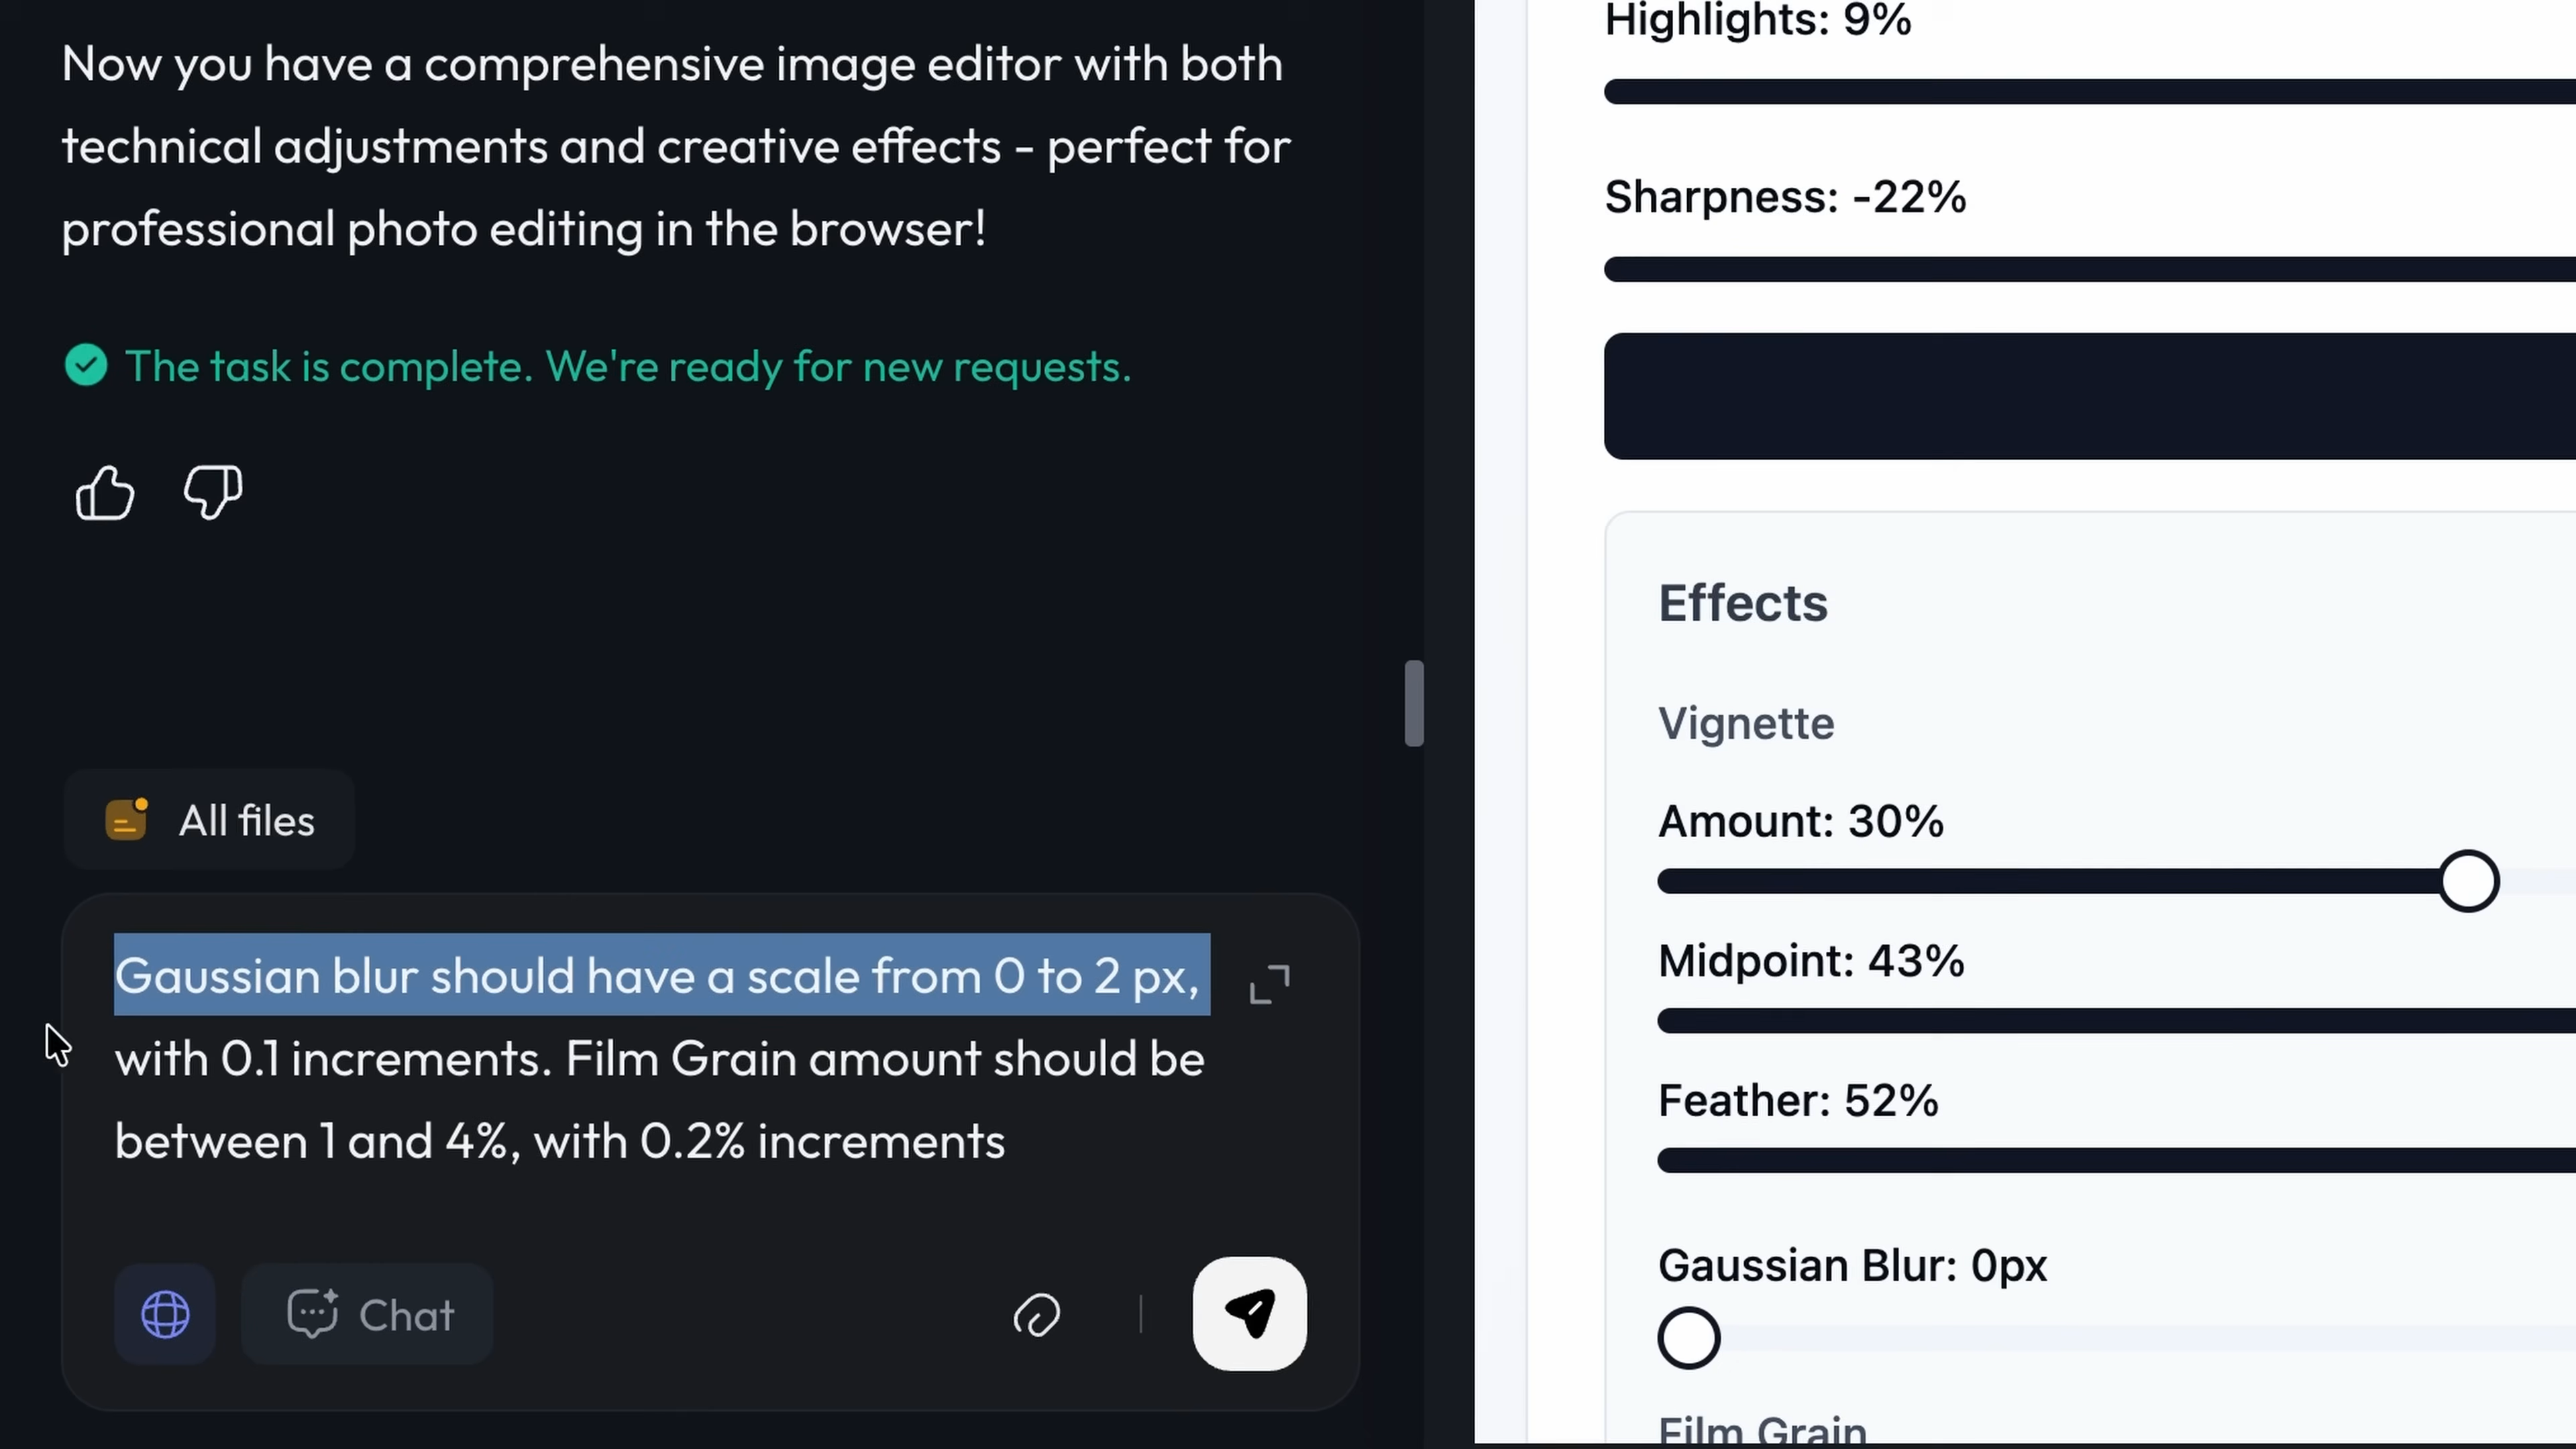 Now you have a comprehensive image editor with both
technical adjustments and creative effects - perfect for
professional photo editing in the browser!
The task is complete. We're ready for new requests.
All files
Gaussian blur should have a scale from 0 to 2 px,
with 0.1 increments. Film Grain amount should be
between 1 and 4%, with 0.2% increments
Chat
Highlights: 9%
Sharpness: -22%
Effects
Vignette
Amount: 30%
Midpoint: 43%
Feather: 52%
Gaussian Blur: 0px
Film Grain